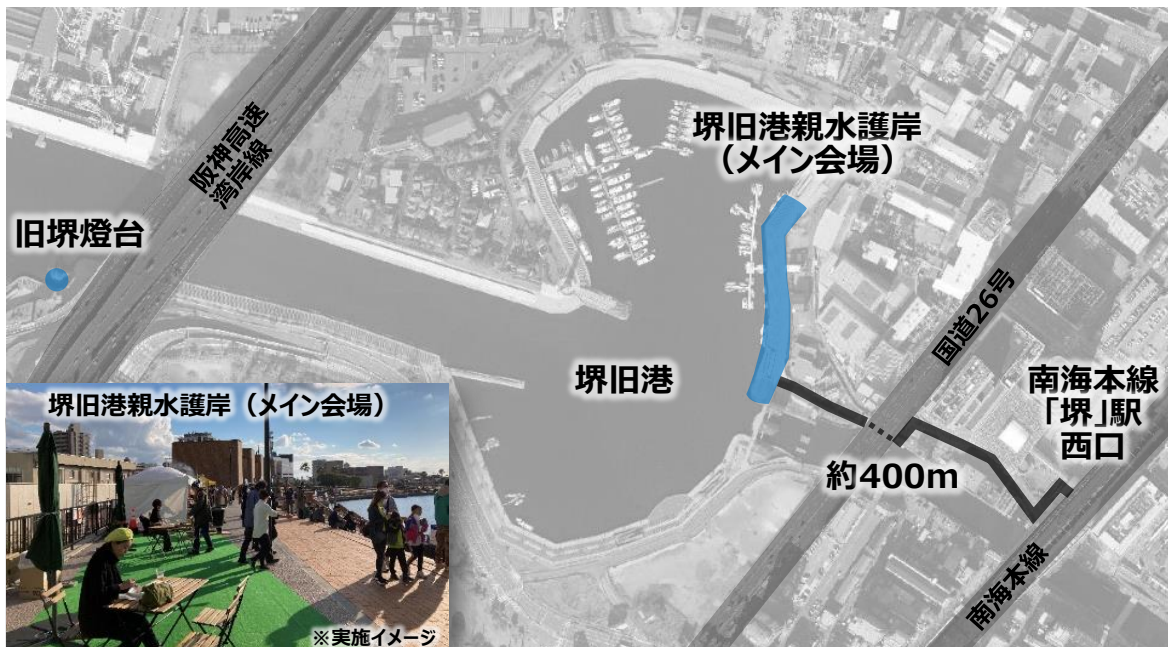 阪神高速
湾岸線
旧堺燈台
堺旧港親水護岸
（メイン会場）
国道26号
堺旧港
南海本線
「堺」駅
西口
約400m
南海本線
堺旧港親水護岸（メイン会場）
※実施イメージ